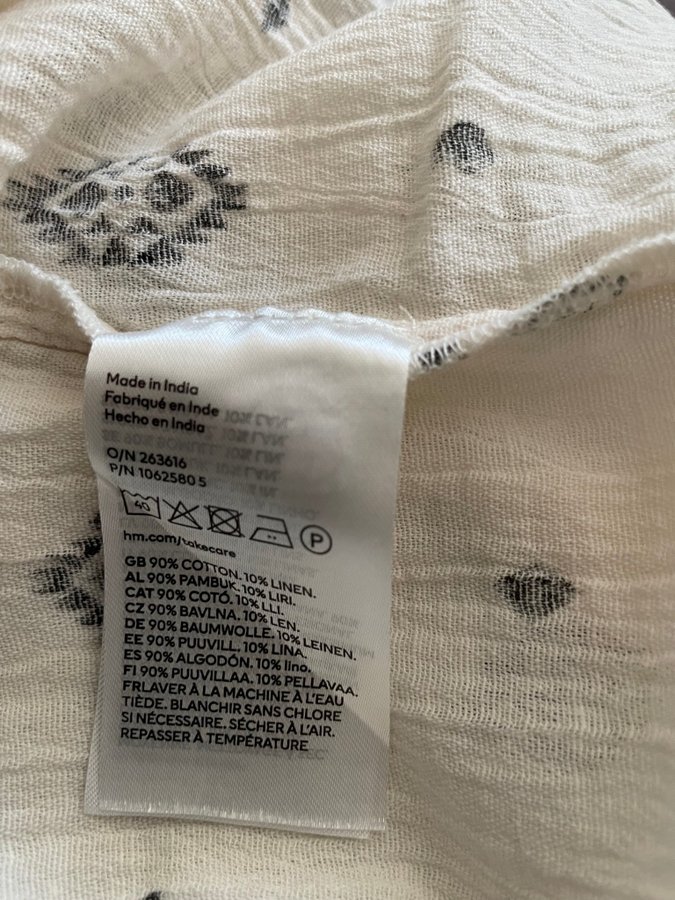 Made in India
Fabriqué en Inde
Hecho en India
O/N 263616
P/N 1062580 5
40
P
hm.com/takecare
GB 90% COTTON. 10% LINEN.
AL 90% PAMBUK. 10% LIRI.
CAT 90% COTÓ. 10% LLI.
CZ 90% BAVLNA. 10% LEN.
DE 90% BAUMWOLLE. 10% LEINEN.
EE 90% PUUVILL. 10% LINA.
ES 90% ALGODÓN. 10% lino.
FI 90% PUUVILLAA. 10% PELLAVAA.
FRLAVER À LA MACHINE À L'EAU
TIÈDE. BLANCHIR SANS CHLORE
SI NÉCESSAIRE. SÉCHER À L'AIR.
REPASSER À TEMPÉRATURE